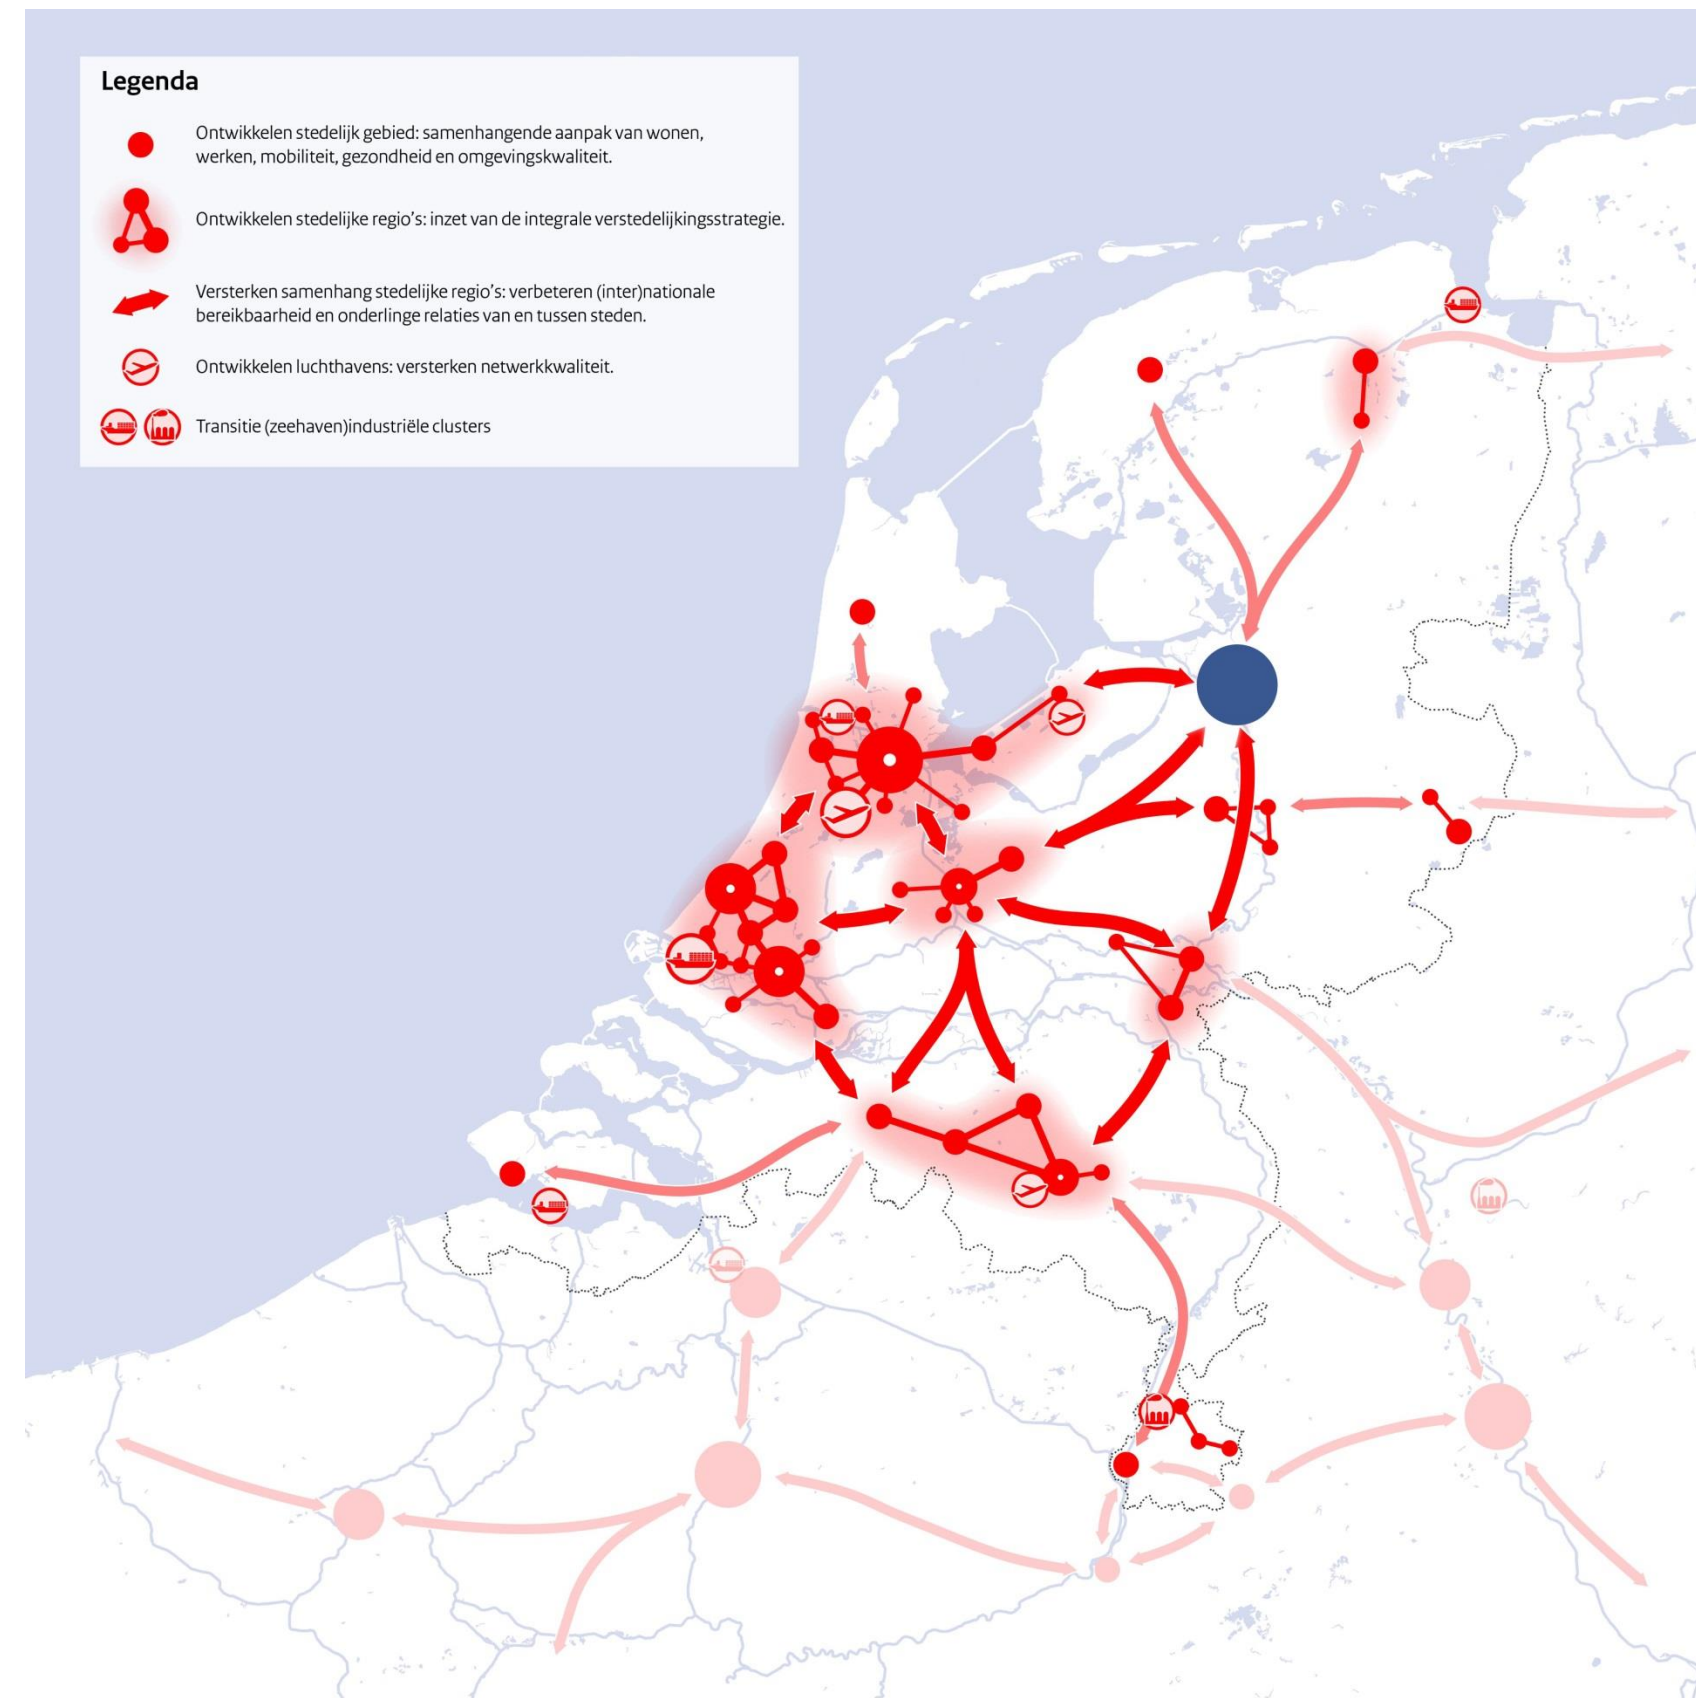 Legenda
Ontwikkelen stedelijk gebied: samenhangende aanpak van wonen,
werken, mobiliteit, gezondheid en omgevingskwaliteit.
Ontwikkelen stedelijke regio's: inzet van de integrale verstedelijkingsstrategie.
Versterken samenhang stedelijke regio's: verbeteren (inter)nationale
bereikbaarheid en onderlinge relaties van en tussen steden.
Ontwikkelen luchthavens: versterken netwerkkwaliteit.
Transitie (zeehaven)industriële clusters